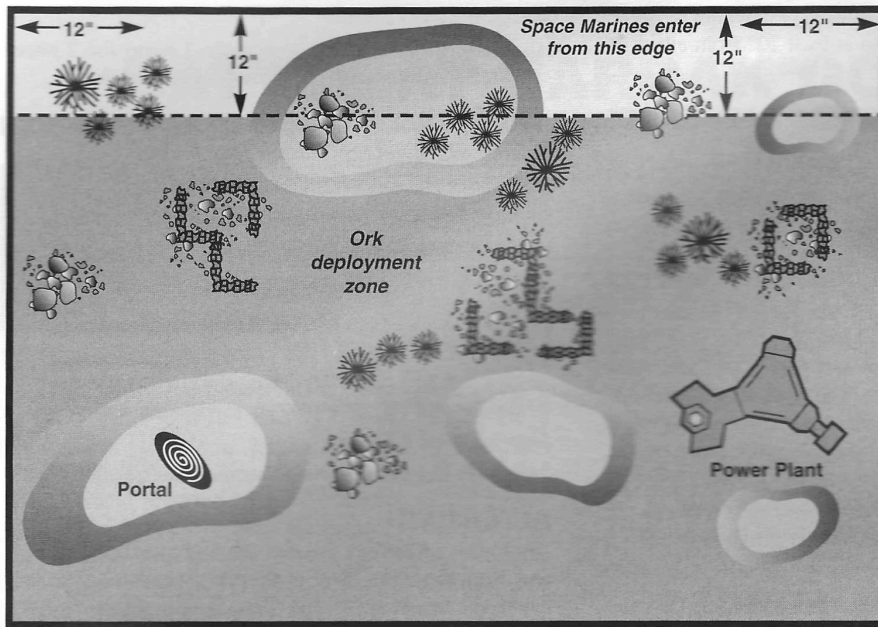 12"
12"
Space Marines enter
from this edge
12"
12"
Ork
deployment
zone
Portal
Power Plant